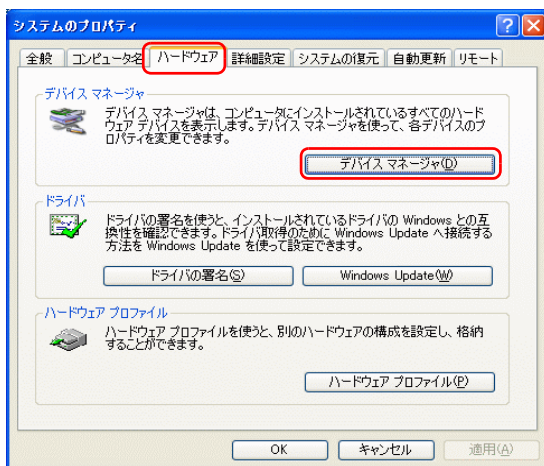 システムのプロパティ
全般 コンピュータ名 ハードウェア 詳細設定 システムの復元 自動更新 リモート
デバイス マネージャ
デバイス マネージャは、コンピュータにインストールされているすべてのハード
ウェア デバイスを表示します。デバイス マネージャを使って、各デバイスのプ
ロパティを変更できます。
デバイス マネージャ(D)
ドライバ
ドライバの署名を使うと、インストールされているドライバの Windows との互
換性を確認できます。ドライバ取得のために Windows Update へ接続する
方法を Windows Update を使って設定できます。
ドライバの署名(S) Windows Update(W)
ハードウェア プロファイル
ハードウェア プロファイルを使うと、別のハードウェアの構成を設定し、格納
することができます。
ハードウェア プロファイル(P)
OK キャンセル 適用(A)